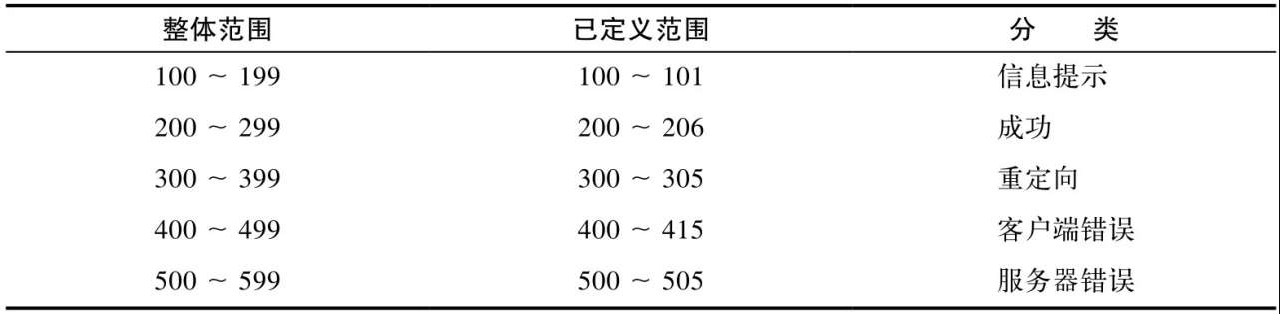 整体范围 已定义范围 分 类
100 ~ 199 100 ~ 101 信息提示
200 ~ 299 200 ~ 206 成功
300 ~ 399 300 ~ 305 重定向
400 ~ 499 400 ~ 415 客户端错误
500 ~ 599 500 ~ 505 服务器错误